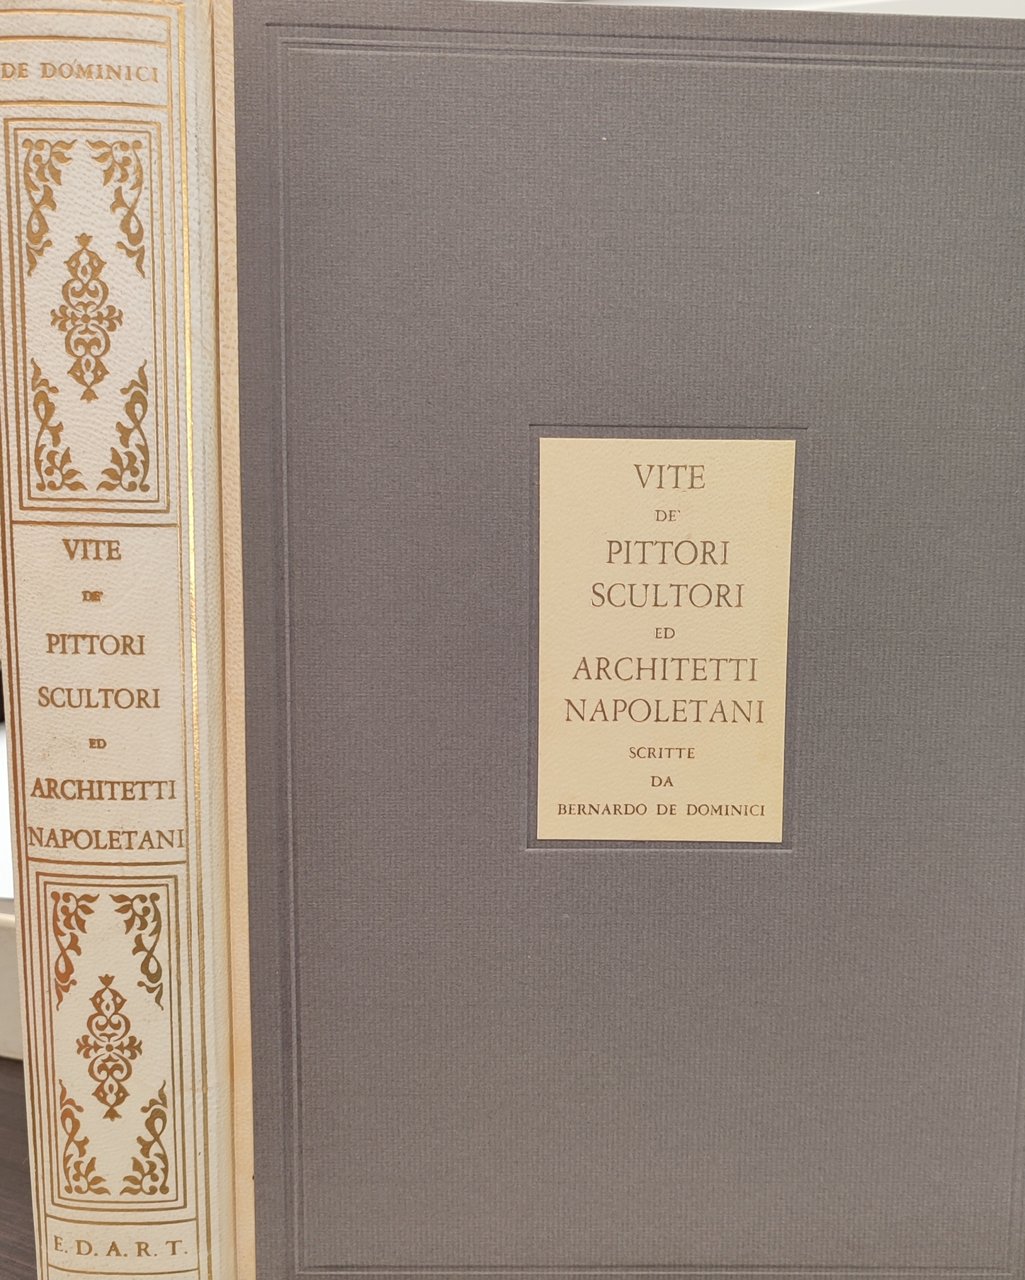 DE DOMINICI
VITE
DE'
PITTORI
SCULTORI
ED
ARCHITETTI
NAPOLETANI
E. D. A. R. T.
VITE
DE'
PITTORI
SCULTORI
ED
ARCHITETTI
NAPOLETANI
SCRITTE
DA
BERNARDO DE DOMINICI